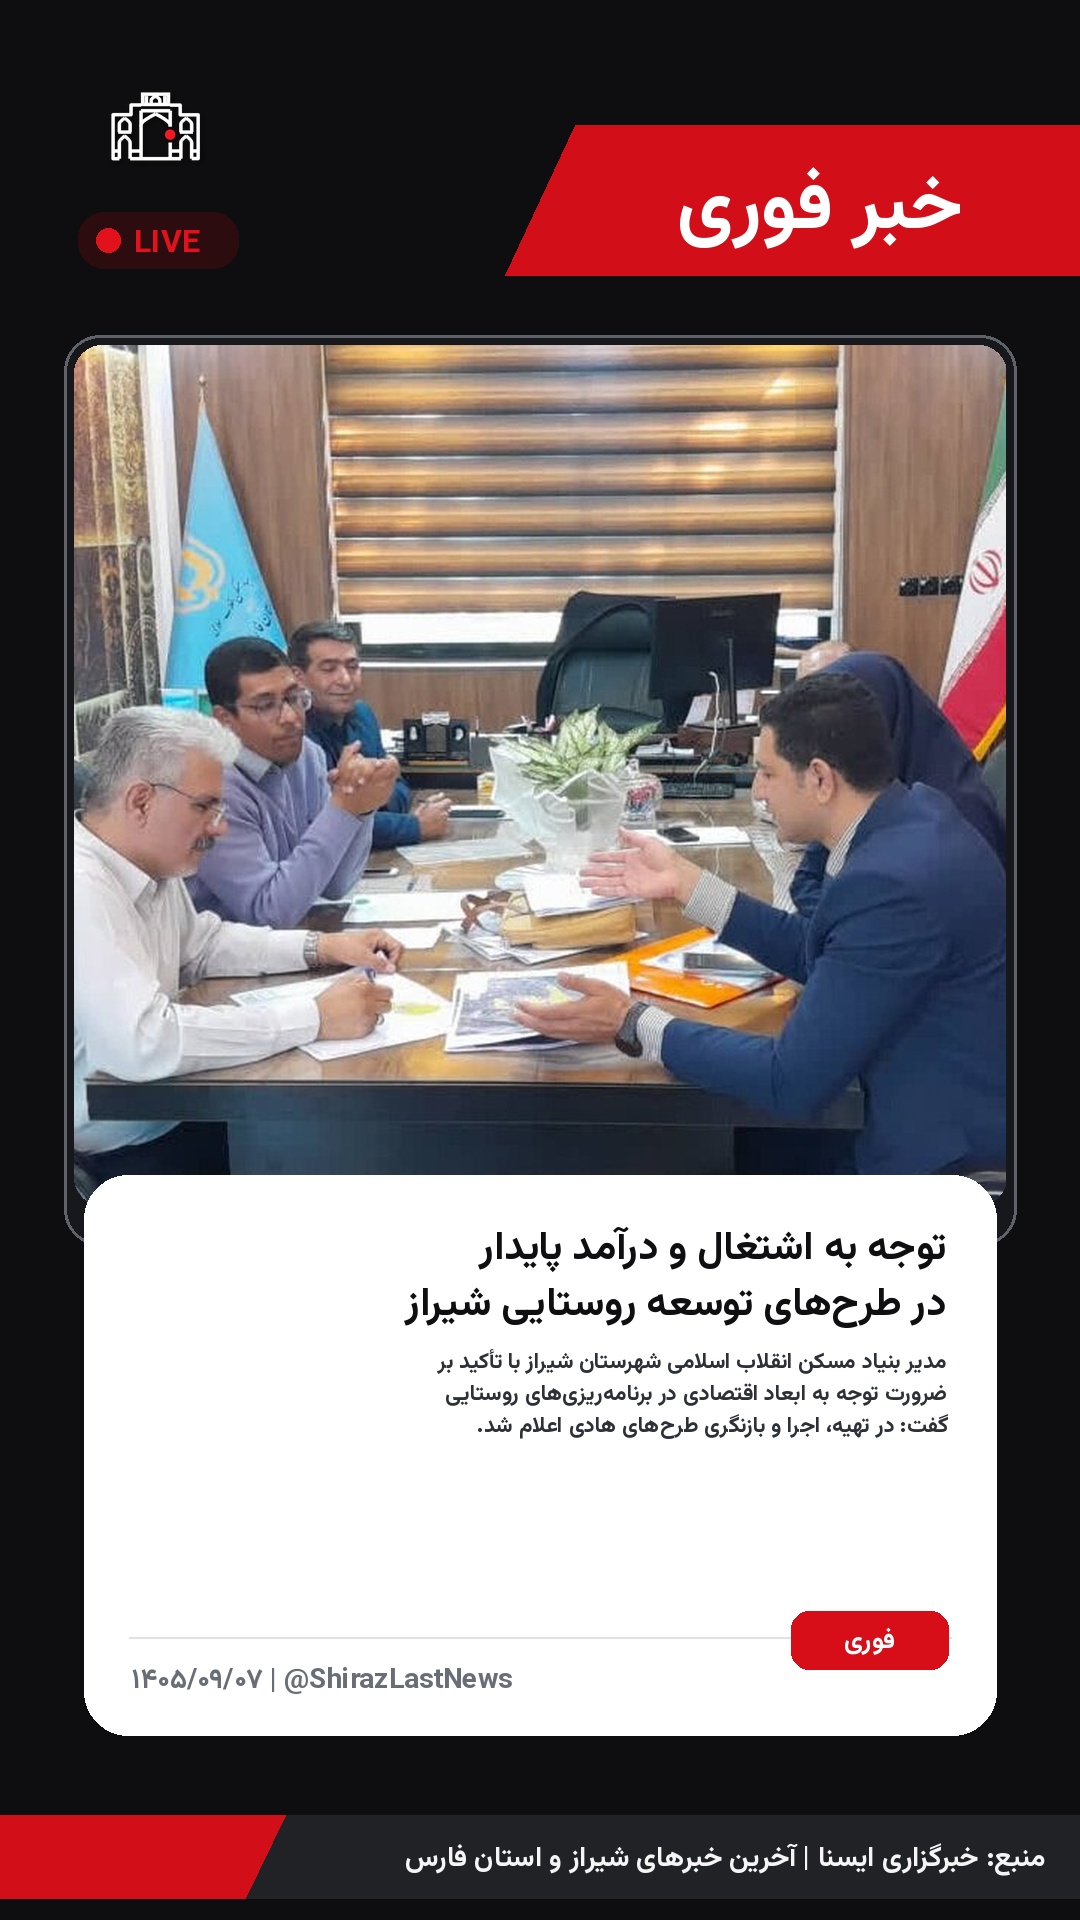 LIVE
خبر فوری
توجه به اشتغال و درآمد پایدار
در طرح‌های توسعه روستایی شیراز
مدیر بنیاد مسکن انقلاب اسلامی شهرستان شیراز با تأکید بر
ضرورت توجه به ابعاد اقتصادی در برنامه‌ریزی‌های روستایی
گفت: در تهیه، اجرا و بازنگری طرح‌های هادی اعلام شد.
فوری
۱۴۰۵/۰۹/۰۷ | @ShirazLastNews
منبع: خبرگزاری ایسنا | آخرین خبرهای شیراز و استان فارس